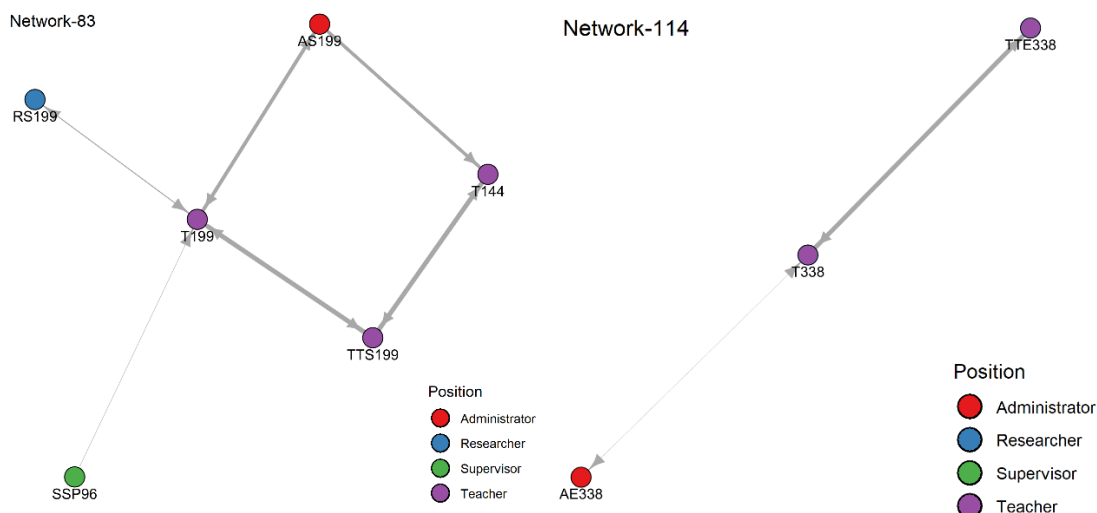 Network-83
AS199
RS199
T144
T199
TTS199
SSP96
Position
Administrator
Researcher
Supervisor
Teacher
Network-114
TTE338
T338
AE338
Position
Administrator
Researcher
Supervisor
Teacher